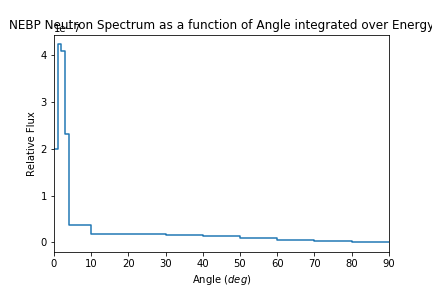 NEBP Neutron Spectrum as a function of Angle integrated over Energy
1e-7
4
3
2
1
0
Relative Flux
0 10 20 30 40 50 60 70 80 90
Angle (deg)